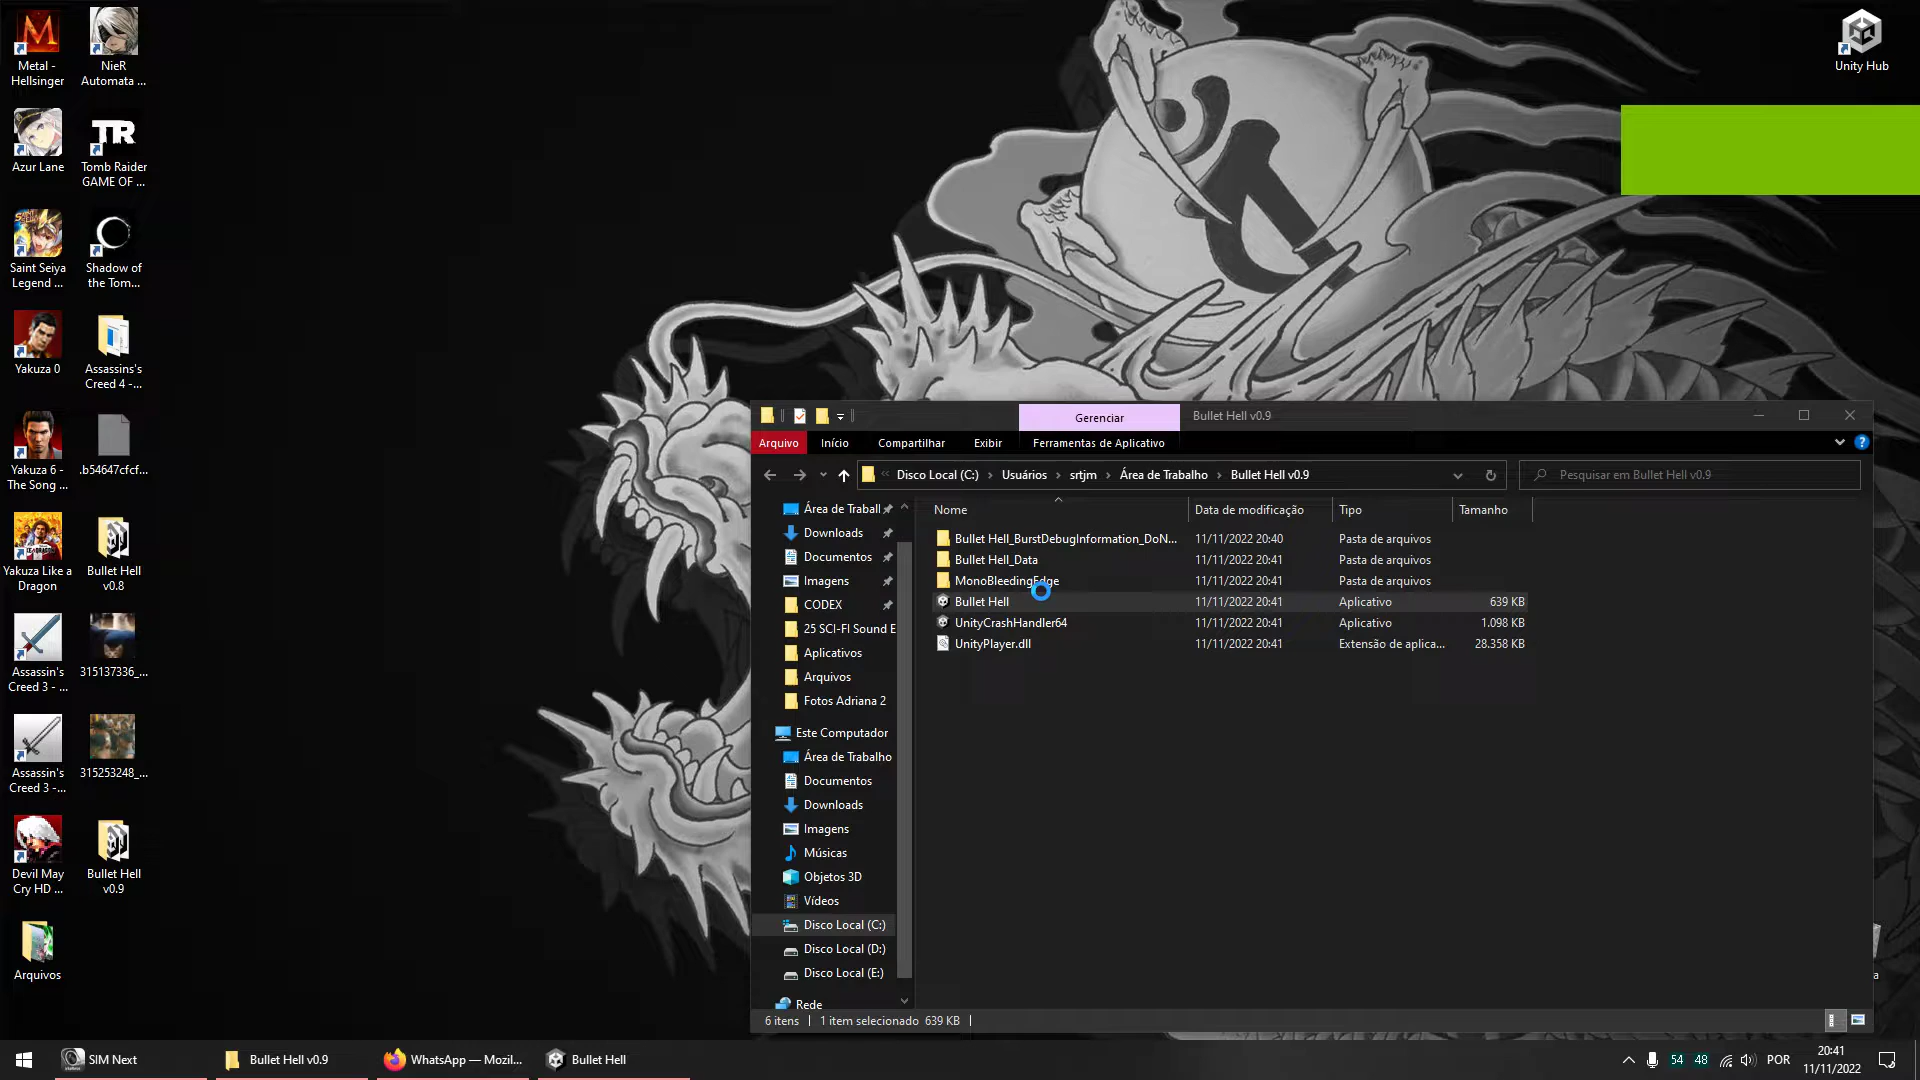 Metal -
Hellsinger
NieR
Automata ...
Azur Lane
TR
Tomb Raider
GAME OF ...
Saint Seiya
Legend ...
Shadow of
the Tom...
Yakuza 0
Assassins's
Creed 4 -...
Yakuza 6 -
The Song ...
.b54647cfcf...
Yakuza Like a
Dragon
Bullet Hell
v0.8
Assassin's
Creed 3 - ...
315137336_...
Assassin's
Creed 3 -...
315253248_...
Devil May
Cry HD ...
Bullet Hell
v0.9
Arquivos
Unity Hub
Gerenciar
Bullet Hell v0.9
Arquivo
Início
Compartilhar
Exibir
Ferramentas de Aplicativo
« Disco Local (C:) › Usuários › srtjm › Área de Trabalho › Bullet Hell v0.9
Pesquisar em Bullet Hell v0.9
Área de Traball
Downloads
Documentos
Imagens
CODEX
25 SCI-FI Sound E
Aplicativos
Arquivos
Fotos Adriana 2
Este Computador
Área de Trabalho
Documentos
Downloads
Imagens
Músicas
Objetos 3D
Vídeos
Disco Local (C:)
Disco Local (D:)
Disco Local (E:)
Rede
Nome Data de modificação Tipo Tamanho
Bullet Hell_BurstDebugInformation_DoN... 11/11/2022 20:40 Pasta de arquivos
Bullet Hell_Data 11/11/2022 20:41 Pasta de arquivos
MonoBleedingEdge 11/11/2022 20:41 Pasta de arquivos
Bullet Hell 11/11/2022 20:41 Aplicativo 639 KB
UnityCrashHandler64 11/11/2022 20:41 Aplicativo 1.098 KB
UnityPlayer.dll 11/11/2022 20:41 Extensão de aplica... 28.358 KB
6 itens 1 item selecionado 639 KB
SIM Next
Bullet Hell v0.9
WhatsApp — Mozil...
Bullet Hell
54 48
POR
20:41
11/11/2022